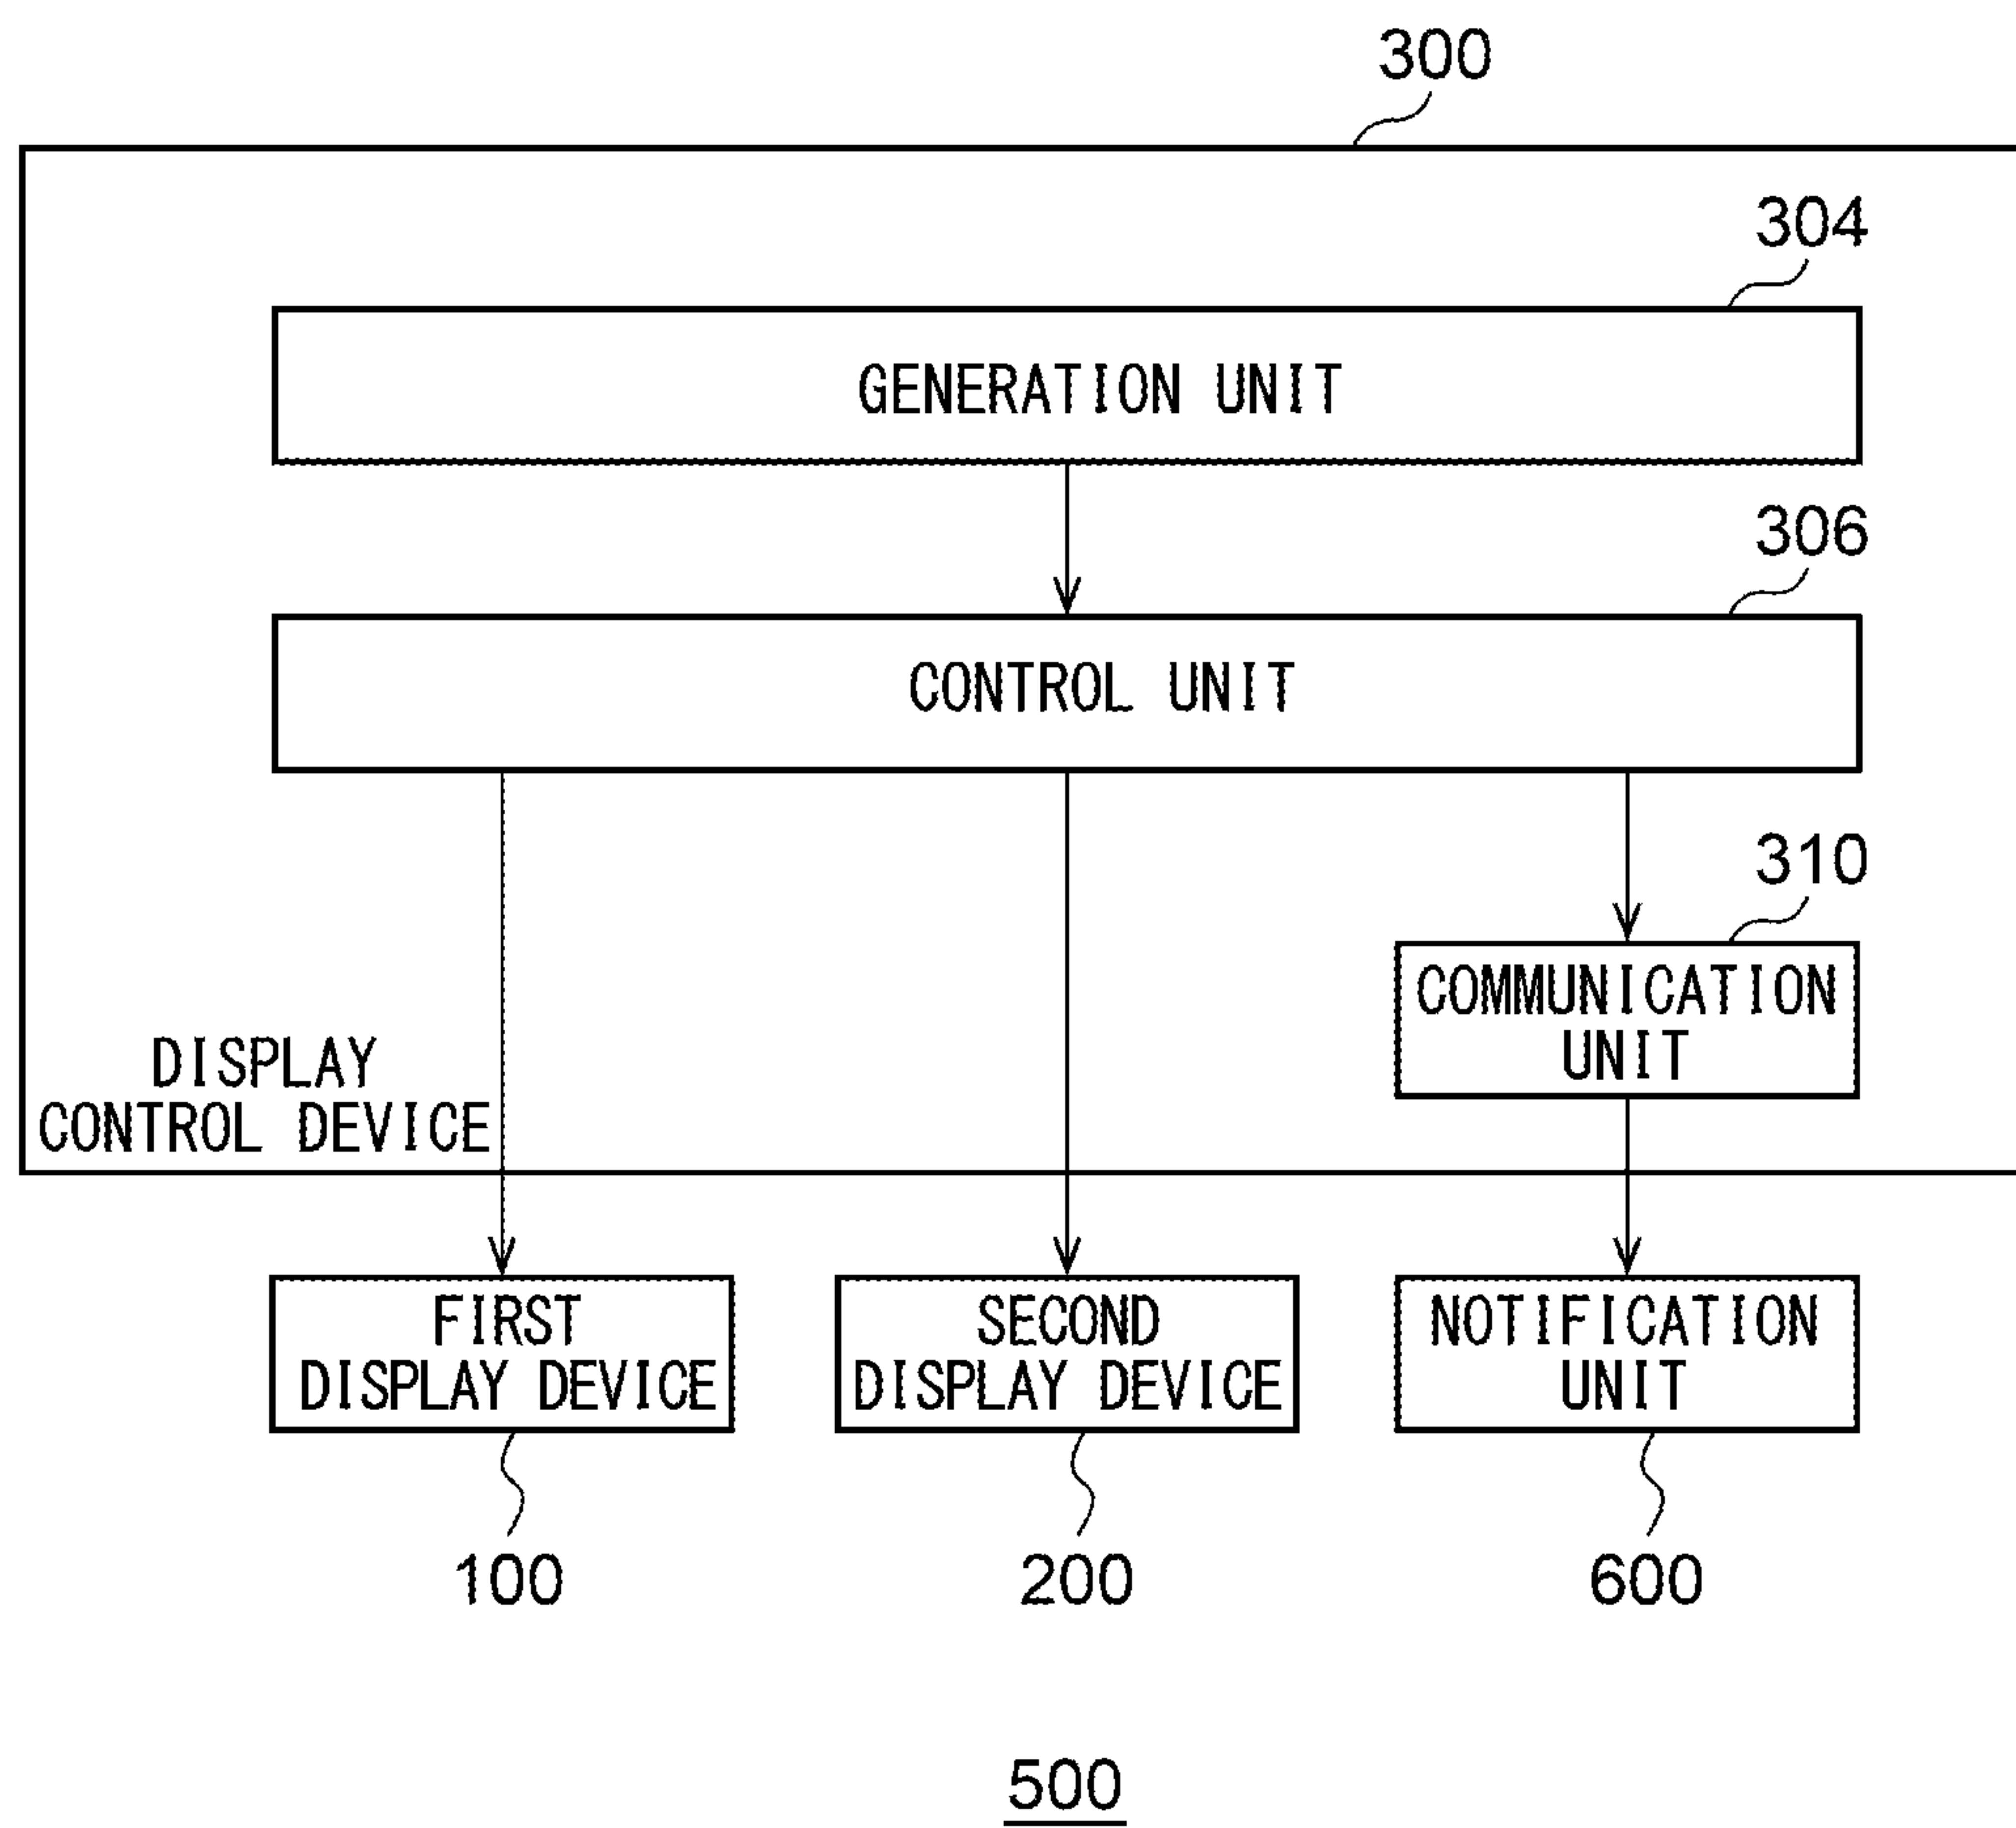 300
304
GENERATION UNIT
306
CONTROL UNIT
310
COMMUNICATION
UNIT
DISPLAY
CONTROL DEVICE
FIRST
DISPLAY DEVICE
SECOND
DISPLAY DEVICE
NOTIFICATION
UNIT
100
200
600
500